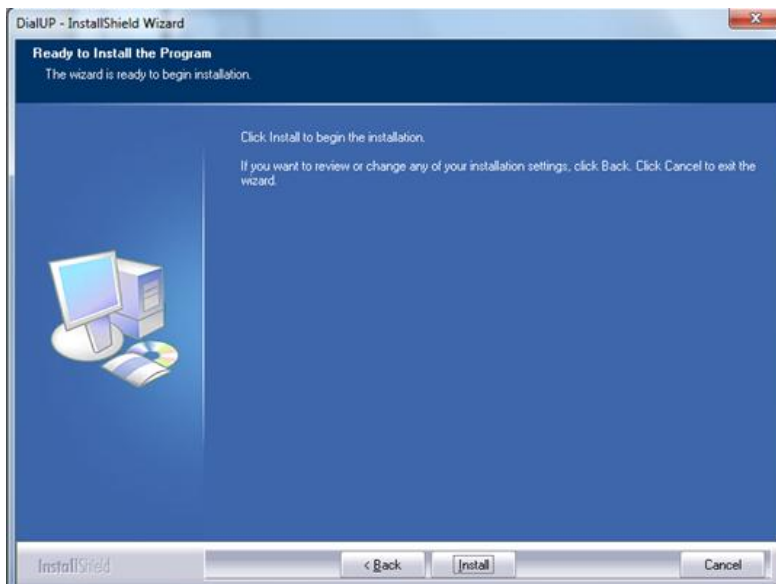 DialUP - InstallShield Wizard
Ready to Install the Program
The wizard is ready to begin installation.
Click Install to begin the installation.
If you want to review or change any of your installation settings, click Back. Click Cancel to exit the
wizard.
InstallShield
< Back
Install
Cancel